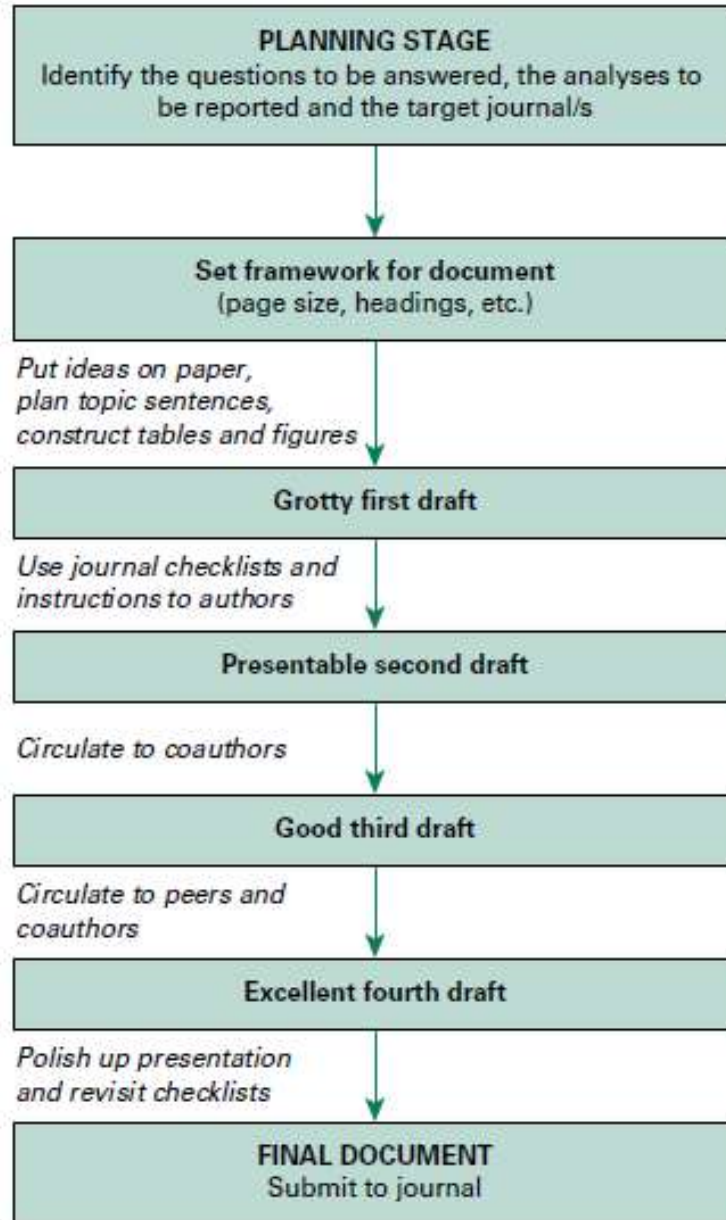 PLANNING STAGE
Identify the questions to be answered, the analyses to
be reported and the target journal/s
Set framework for document
(page size, headings, etc.)
Put ideas on paper,
plan topic sentences,
construct tables and figures
Grotty first draft
Use journal checklists and
instructions to authors
Presentable second draft
Circulate to coauthors
Good third draft
Circulate to peers and
coauthors
Excellent fourth draft
Polish up presentation
and revisit checklists
FINAL DOCUMENT
Submit to journal